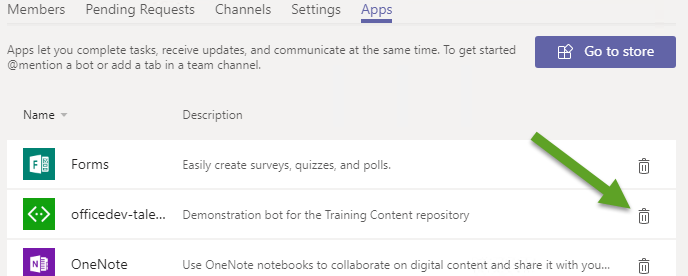 Members Pending Requests Channels Settings Apps
Apps let you complete tasks, receive updates, and communicate at the same time. To get started
@mention a bot or add a tab in a team channel.
Go to store
Name Description
Forms Easily create surveys, quizzes, and polls.
officedev-tale... Demonstration bot for the Training Content repository
OneNote Use OneNote notebooks to collaborate on digital content and share it with you...